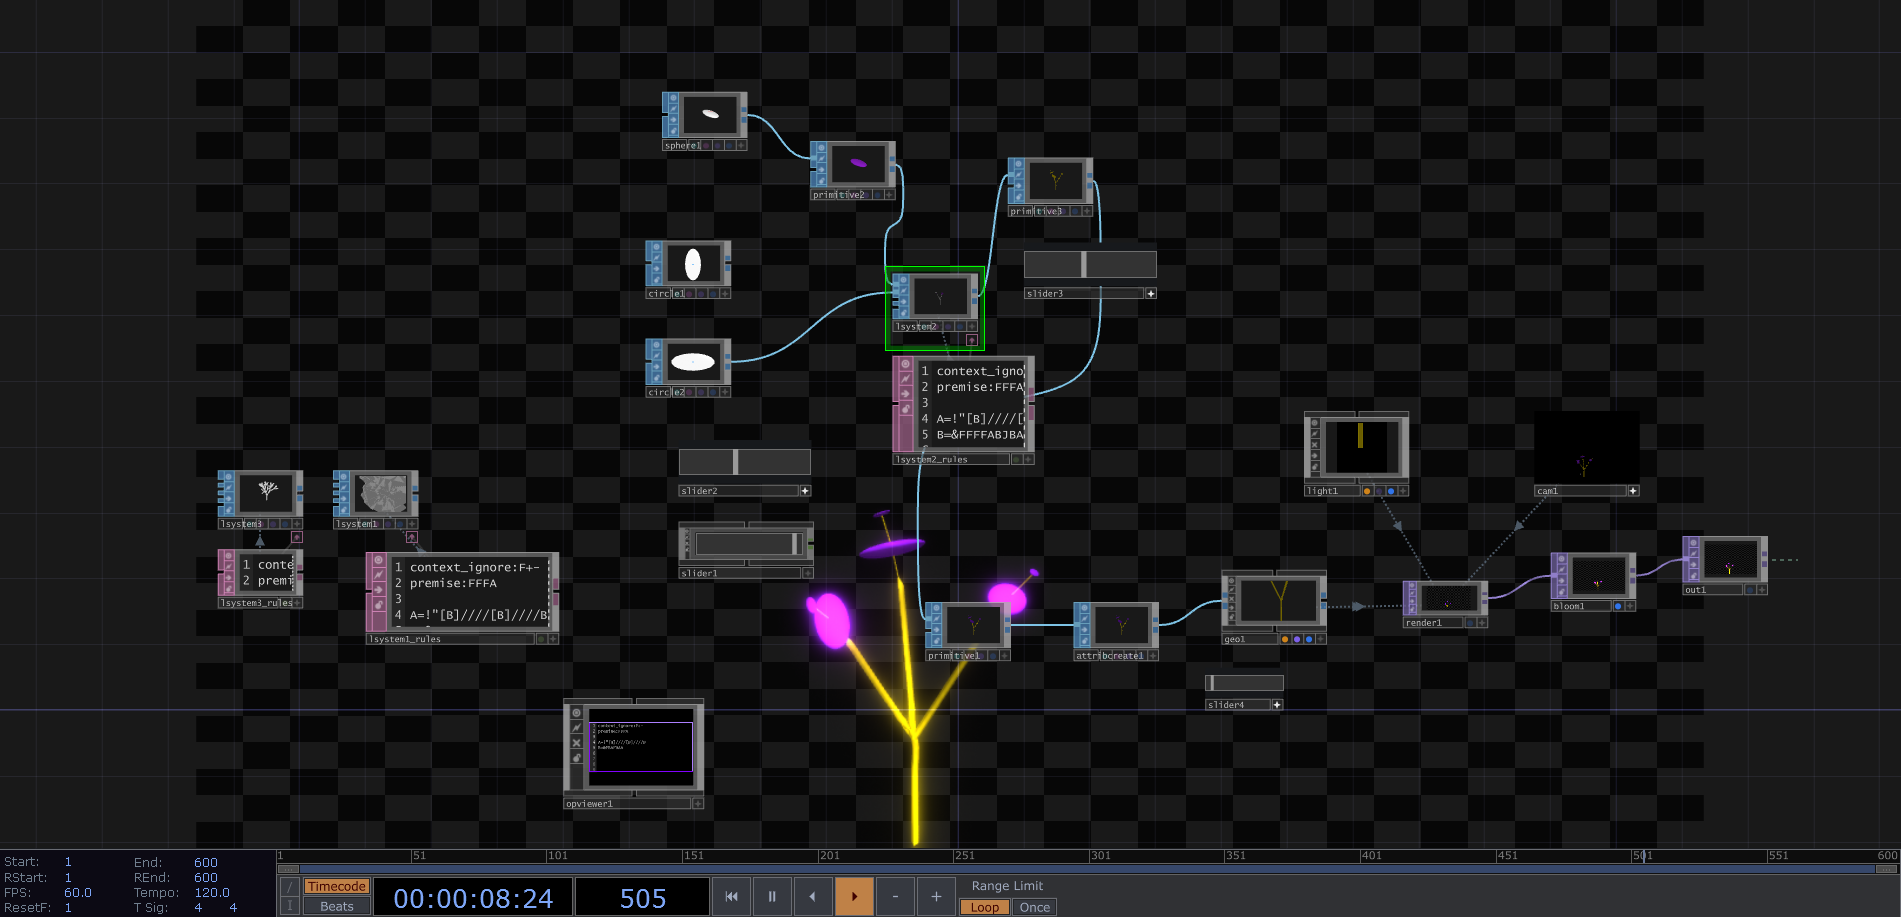 sphere1
primitive2
primitive3
circle1
lsystem2
slider3
circle2
1 context_igno
2 premise:FFFA
3
4 A=!"[B]////[
5 B=&FFFFABJBA
lsystem2_rules
slider2
light1
cam1
lsystem3
lsystem1
slider1
1 conte
2 premi
lsystem3_rules
1 context_ignore:F+-
2 premise:FFFA
3
4 A=!"[B]////[B]////B
lsystem1_rules
primitive1
attribcreate1
geo1
render1
bloom1
out1
slider4
opviewer1
1 51 101 151 201 251 301 351 401 451 501 551 600
Start: 1 End: 600
RStart: 1 REnd: 600
FPS: 60.0 Tempo: 120.0
ResetF: 1 T Sig: 4 4
/ Timecode
I Beats
00:00:08:24
505
- +
Range Limit
Loop Once